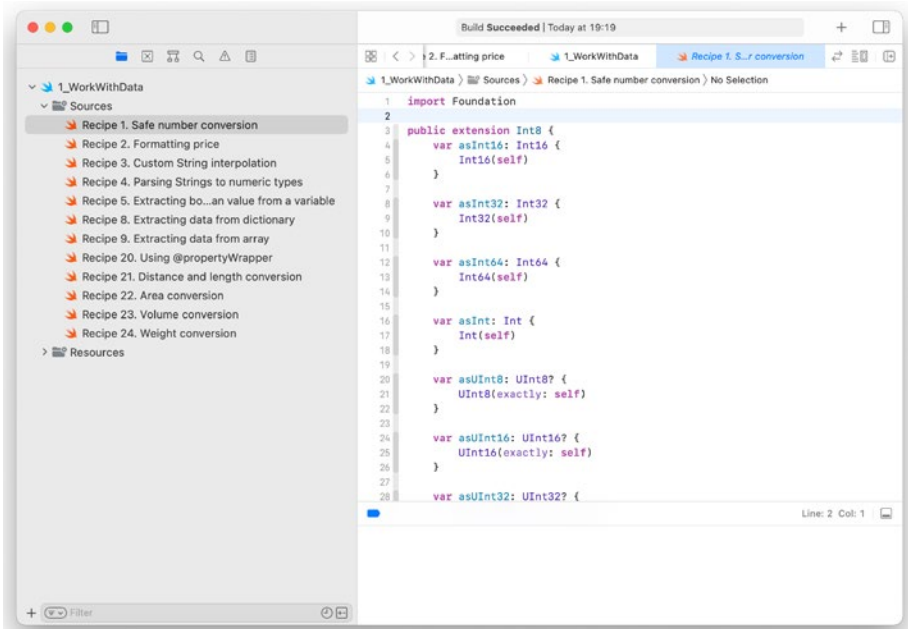 Build Succeeded | Today at 19:19
2. F...atting price
1_WorkWithData
Recipe 1. S...r conversion
1_WorkWithData
Sources
Recipe 1. Safe number conversion
Recipe 2. Formatting price
Recipe 3. Custom String interpolation
Recipe 4. Parsing Strings to numeric types
Recipe 5. Extracting bo...an value from a variable
Recipe 8. Extracting data from dictionary
Recipe 9. Extracting data from array
Recipe 20. Using @propertyWrapper
Recipe 21. Distance and length conversion
Recipe 22. Area conversion
Recipe 23. Volume conversion
Recipe 24. Weight conversion
Resources
Filter
1_WorkWithData 〉 Sources 〉 Recipe 1. Safe number conversion 〉 No Selection
1 import Foundation
2
3 public extension Int8 {
4     var asInt16: Int16 {
5         Int16(self)
6     }
7
8     var asInt32: Int32 {
9         Int32(self)
10     }
11
12     var asInt64: Int64 {
13         Int64(self)
14     }
15
16     var asInt: Int {
17         Int(self)
18     }
19
20     var asUInt8: UInt8? {
21         UInt8(exactly: self)
22     }
23
24     var asUInt16: UInt16? {
25         UInt16(exactly: self)
26     }
27
28     var asUInt32: UInt32? {
Line: 2 Col: 1